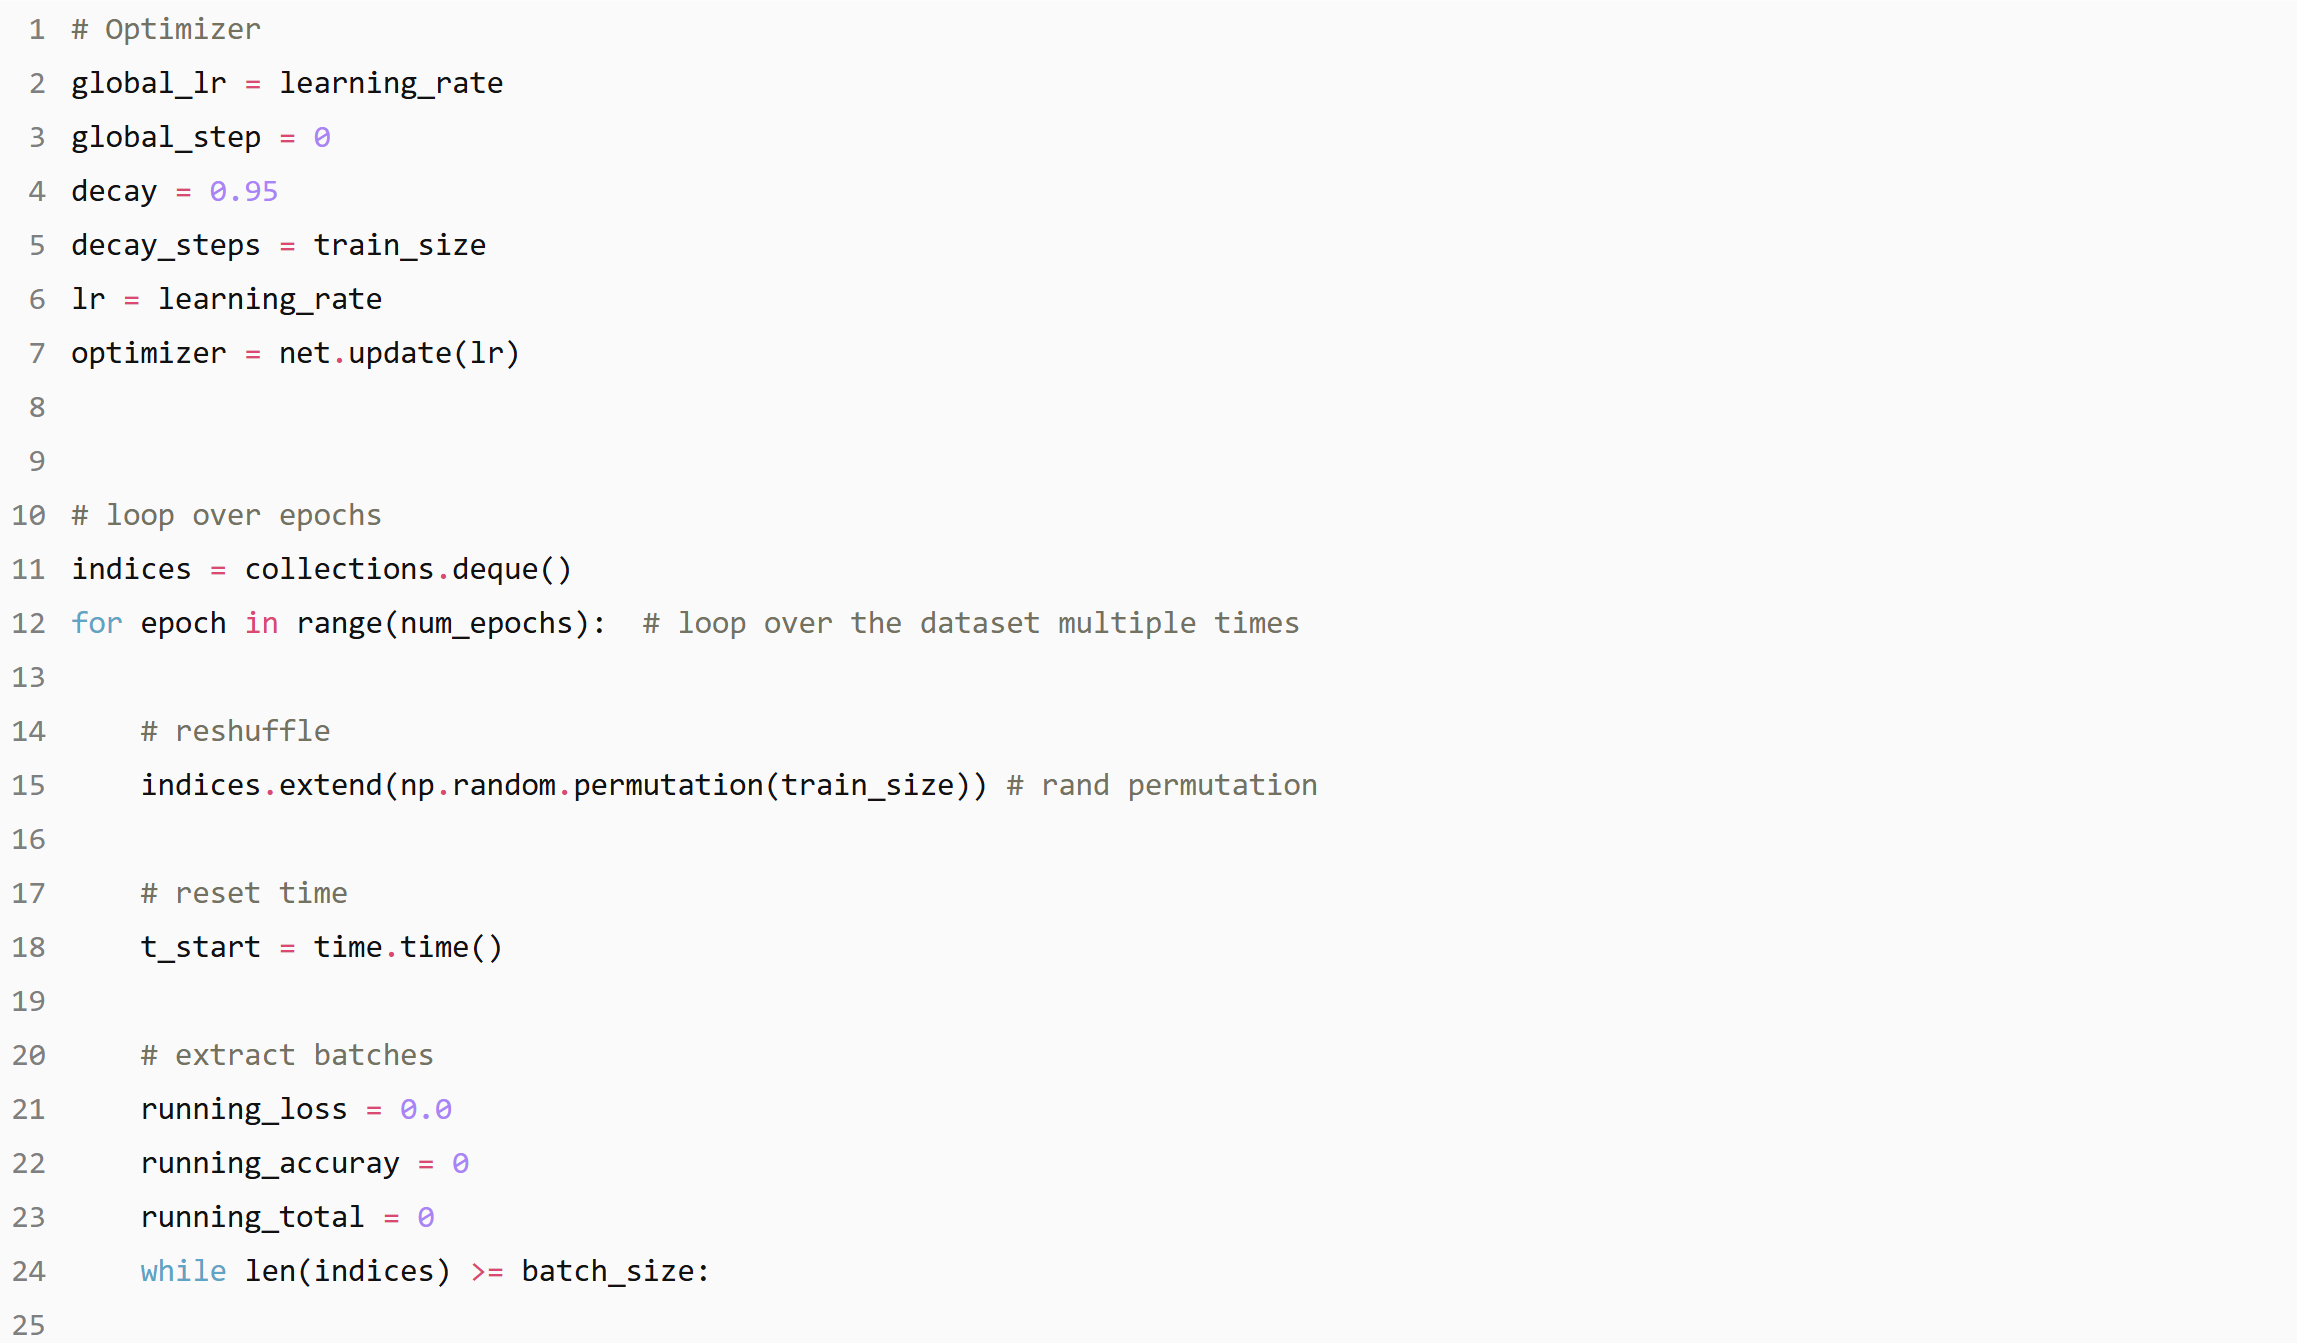 1 # Optimizer
2 global_lr = learning_rate
3 global_step = 0
4 decay = 0.95
5 decay_steps = train_size
6 lr = learning_rate
7 optimizer = net.update(lr)
8
9
10 # loop over epochs
11 indices = collections.deque()
12 for epoch in range(num_epochs):  # loop over the dataset multiple times
13
14     # reshuffle
15     indices.extend(np.random.permutation(train_size)) # rand permutation
16
17     # reset time
18     t_start = time.time()
19
20     # extract batches
21     running_loss = 0.0
22     running_accuray = 0
23     running_total = 0
24     while len(indices) >= batch_size:
25